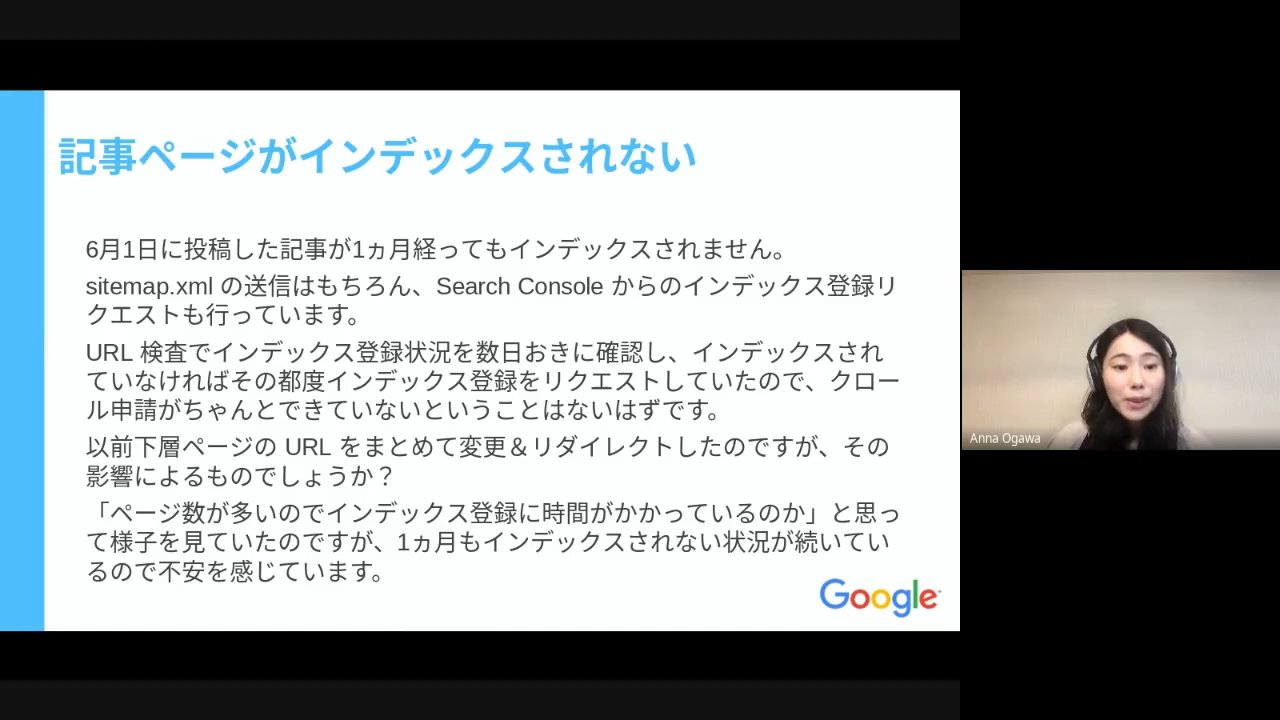 記事ページがインデックスされない
6月1日に投稿した記事が1ヵ月経ってもインデックスされません。
sitemap.xml の送信はもちろん、Search Console からのインデックス登録リ
クエストも行っています。
URL 検査でインデックス登録状況を数日おきに確認し、インデックスされ
ていなければその都度インデックス登録をリクエストしていたので、クロー
ル申請がちゃんとできていないということはないはずです。
以前下層ページの URL をまとめて変更＆リダイレクトしたのですが、その
影響によるものでしょうか？
「ページ数が多いのでインデックス登録に時間がかかっているのか」と思っ
て様子を見ていたのですが、1ヵ月もインデックスされない状況が続いてい
るので不安を感じています。
Google
Anna Ogawa